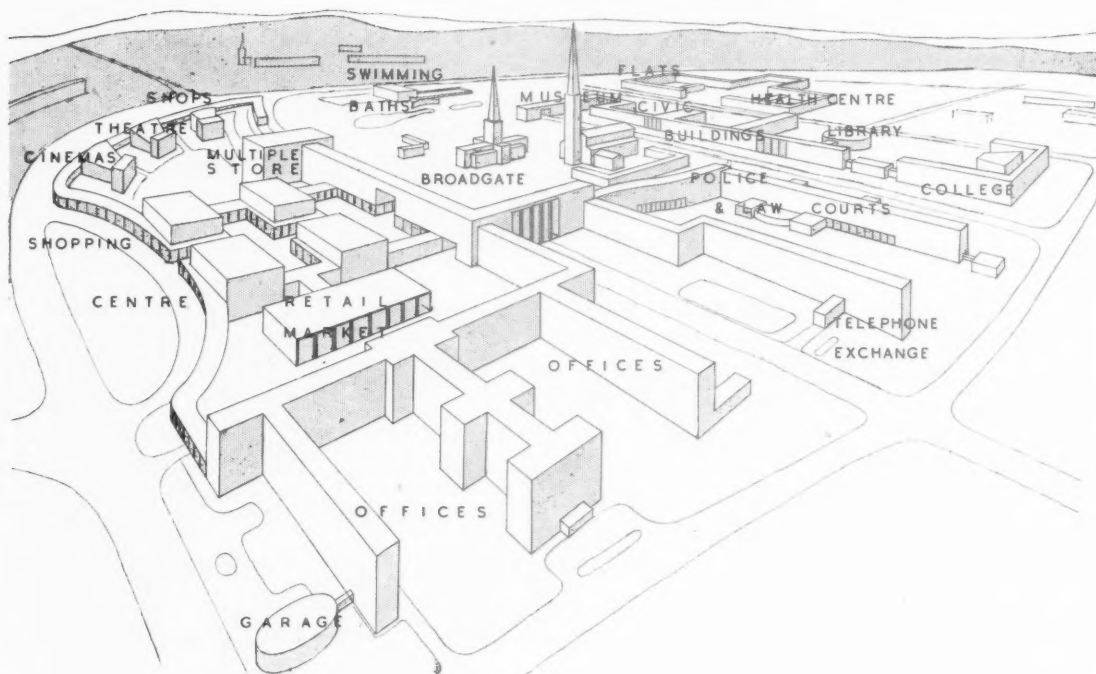 FLATS
SWIMMING
BATHS
MUSEUM
CIVIC
BUILDINGS
HEALTH CENTRE
LIBRARY
SHOPS
THEATRE
CINEMAS
MULTIPLE
STORE
BROADGATE
POLICE
& LAW COURTS
COLLEGE
SHOPPING
CENTRE
RETAIL
MARKET
TELEPHONE
EXCHANGE
OFFICES
OFFICES
GARAGE